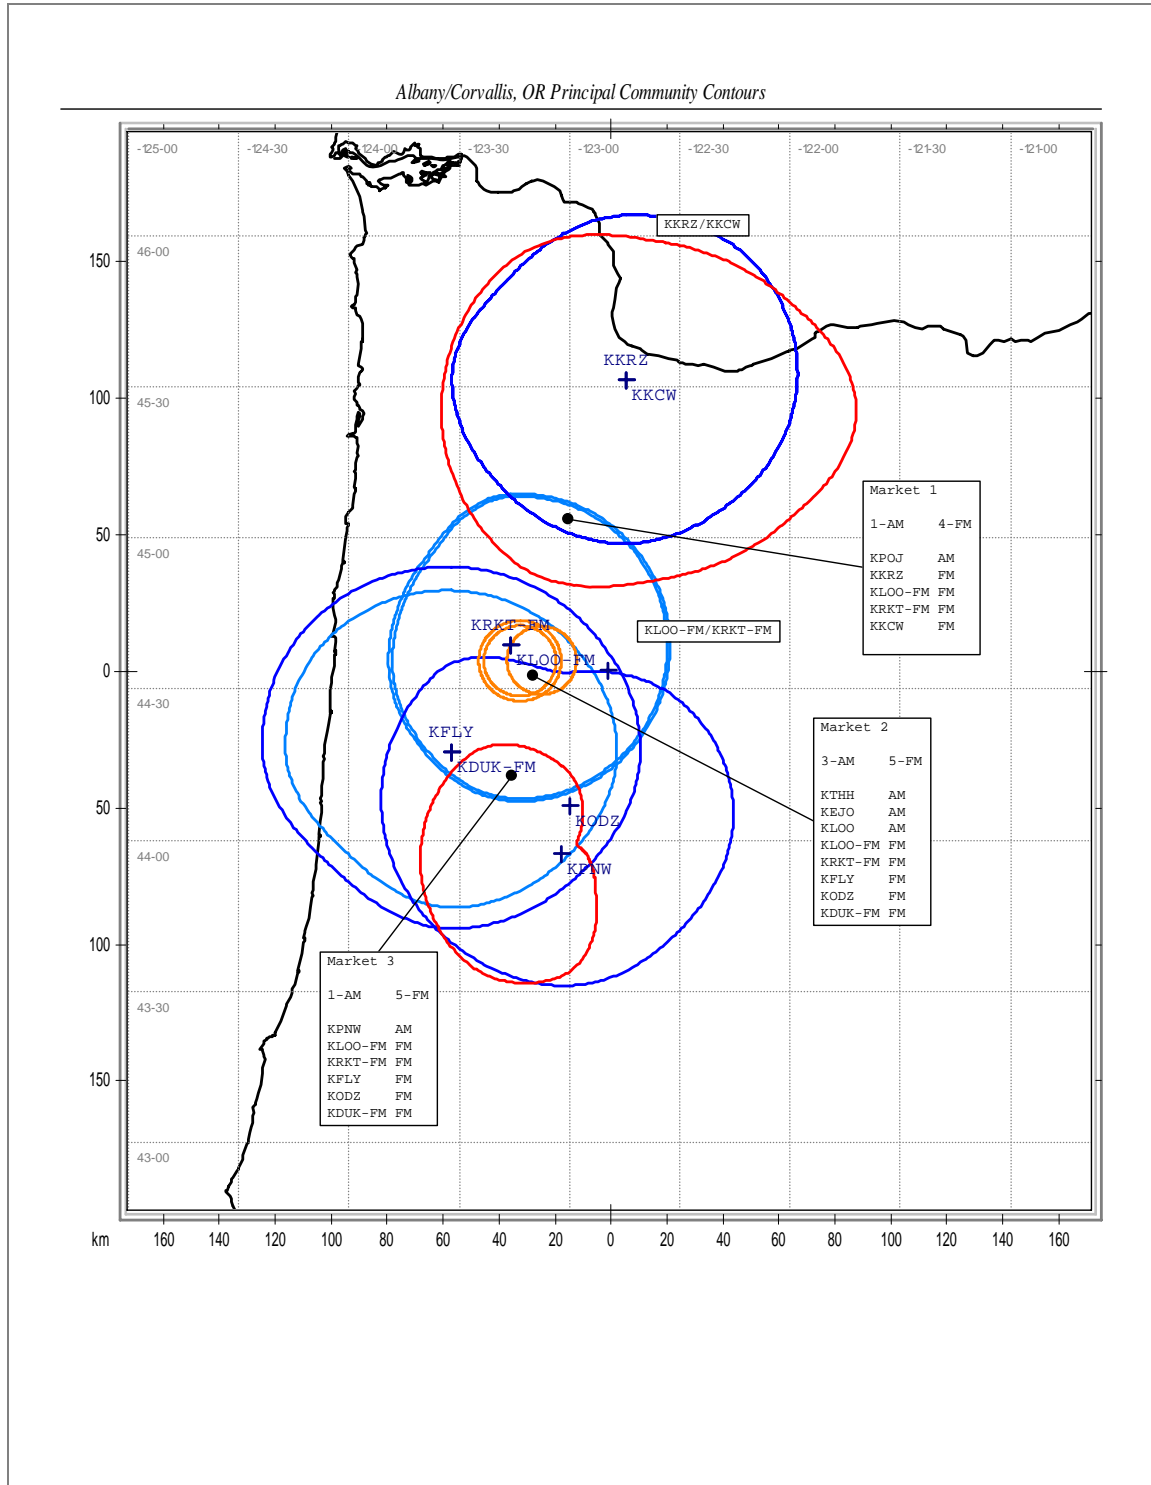 Albany/Corvallis, OR Principal Community Contours
-125-00 -124-30 -124-00 -123-30 -123-00 -122-30 -122-00 -121-30 -121-00
KKRZ/KKCW
46-00
150
KKRZ
KKCW
100
45-30
Market 1
1-AM 4-FM
KPOJ AM
KKRZ FM
KLOO-FM FM
KRKT-FM FM
KKCW FM
50
45-00
KRKT-FM
KLOO-FM/KRKT-FM
KLOO-FM
0
44-30
Market 2
3-AM 5-FM
KTHH AM
KEJO AM
KLOO AM
KLOO-FM FM
KRKT-FM FM
KFLY FM
KODZ FM
KDUK-FM FM
KFLY
KDUK-FM
50
KODZ
44-00
KPNW
100
Market 3
1-AM 5-FM
KPNW AM
KLOO-FM FM
KRKT-FM FM
KFLY FM
KODZ FM
KDUK-FM FM
43-30
150
43-00
km 160 140 120 100 80 60 40 20 0 20 40 60 80 100 120 140 160